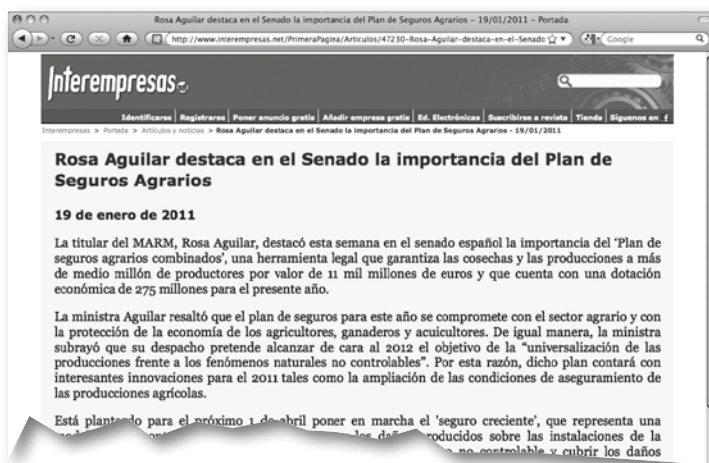 Rosa Aguilar destaca en el Senado la importancia del Plan de Seguros Agrarios – 19/01/2011 – Portada
http://www.interempresas.net/PrimeraPagina/Articulos/47230-Rosa-Aguilar-destaca-en-el-Senado
Google
Interempresas
Identificarse | Registrarse | Poner anuncio gratis | Añadir empresa gratis | Ed. Electrónicas | Suscribirse a revista | Tienda | Síguenos en f
Interempresas > Portada > Artículos y noticias > Rosa Aguilar destaca en el Senado la importancia del Plan de Seguros Agrarios - 19/01/2011
Rosa Aguilar destaca en el Senado la importancia del Plan de
Seguros Agrarios
19 de enero de 2011
La titular del MARM, Rosa Aguilar, destacó esta semana en el senado español la importancia del 'Plan de
seguros agrarios combinados', una herramienta legal que garantiza las cosechas y las producciones a más
de medio millón de productores por valor de 11 mil millones de euros y que cuenta con una dotación
económica de 275 millones para el presente año.
La ministra Aguilar resaltó que el plan de seguros para este año se compromete con el sector agrario y con
la protección de la economía de los agricultores, ganaderos y acuicultores. De igual manera, la ministra
subrayó que su despacho pretende alcanzar de cara al 2012 el objetivo de la "universalización de las
producciones frente a los fenómenos naturales no controlables". Por esta razón, dicho plan contará con
interesantes innovaciones para el 2011 tales como la ampliación de las condiciones de aseguramiento de
las producciones agrícolas.
Está planteado para el próximo 1 de abril poner en marcha el 'seguro creciente', que representa una
los daños producidos sobre las instalaciones de la
no controlable y cubrir los daños